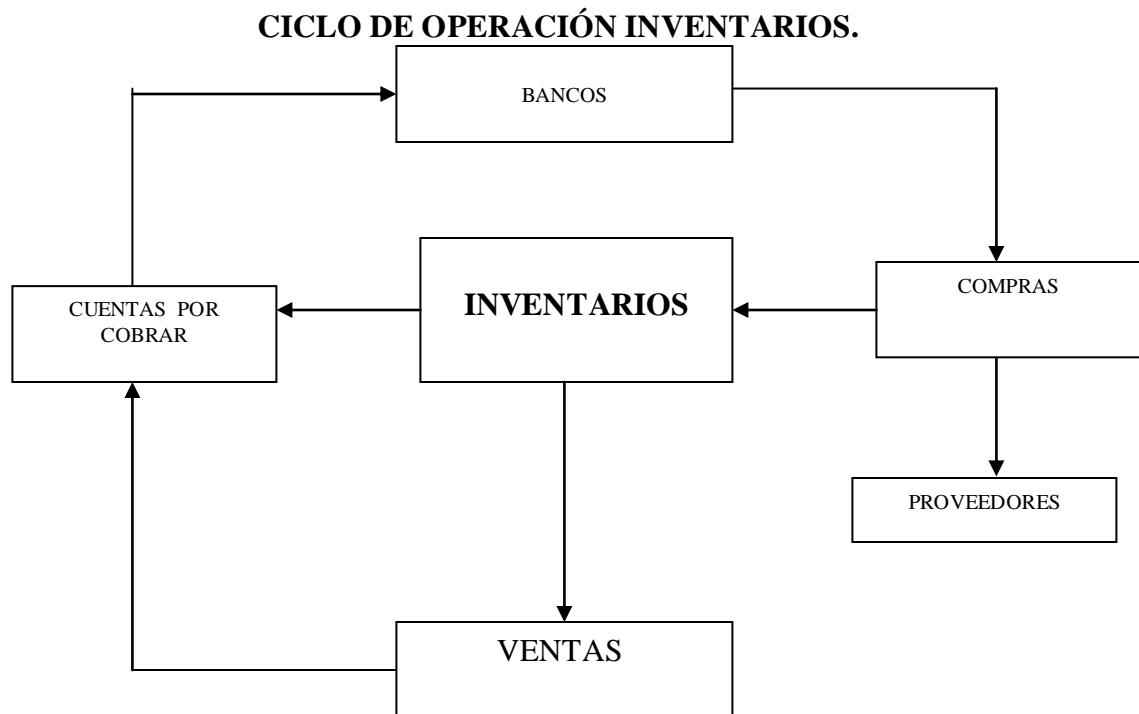 CICLO DE OPERACIÓN INVENTARIOS.
BANCOS
COMPRAS
INVENTARIOS
CUENTAS POR
COBRAR
PROVEEDORES
VENTAS